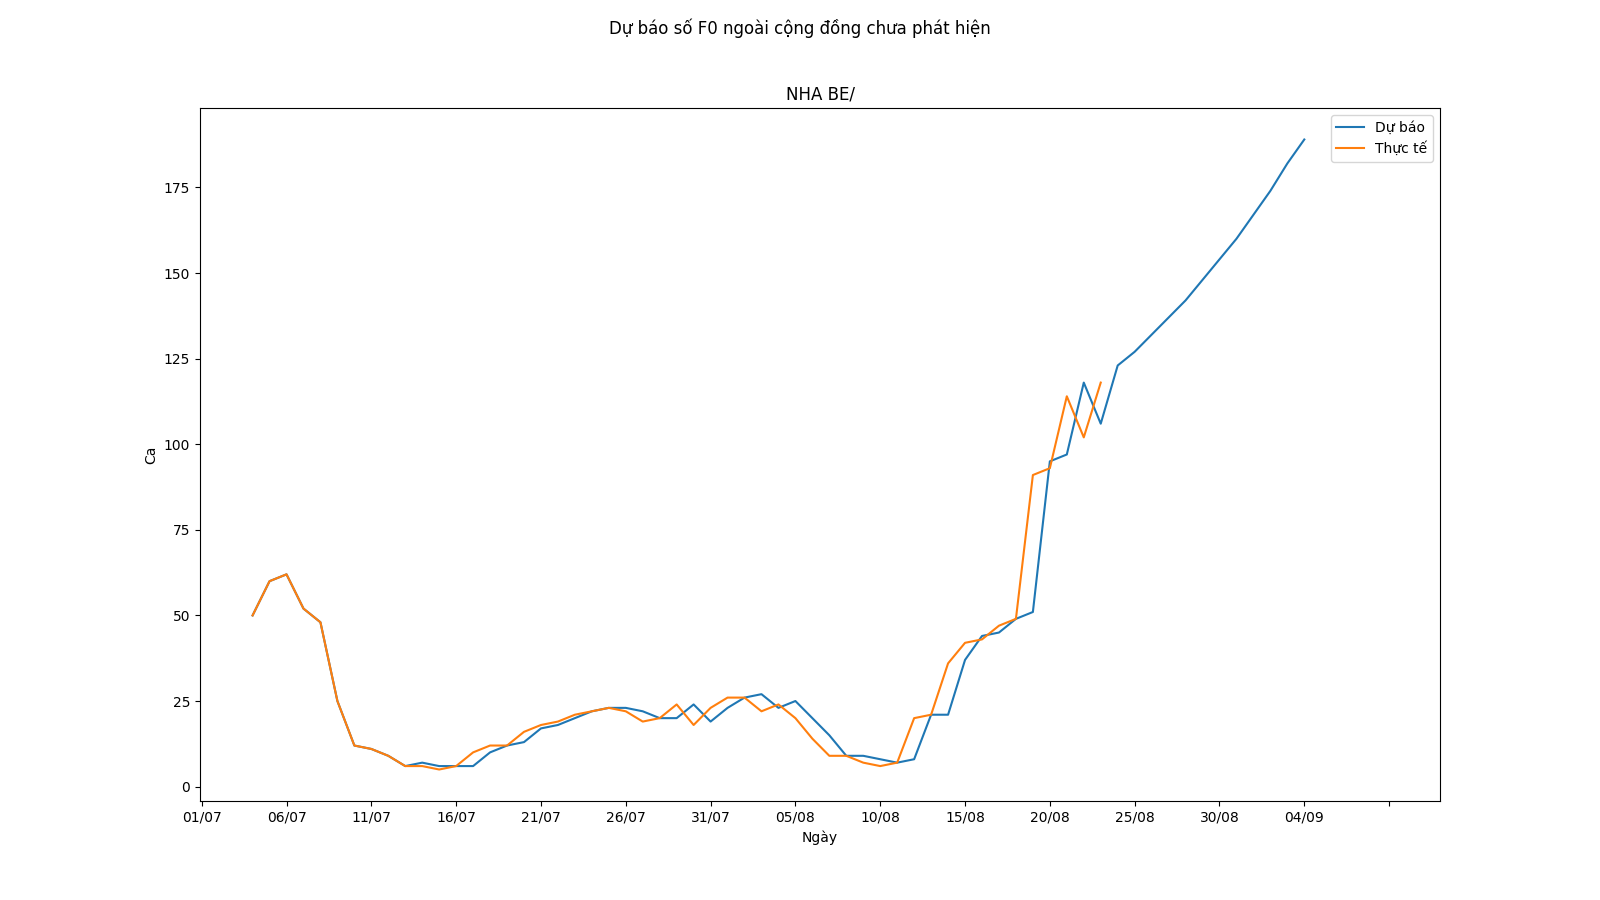 Dự báo số F0 ngoài cộng đồng chưa phát hiện
NHA BE/
Dự báo
Thực tế
175
150
125
100
75
50
25
0
Ca
01/07 06/07 11/07 16/07 21/07 26/07 31/07 05/08 10/08 15/08 20/08 25/08 30/08 04/09
Ngày